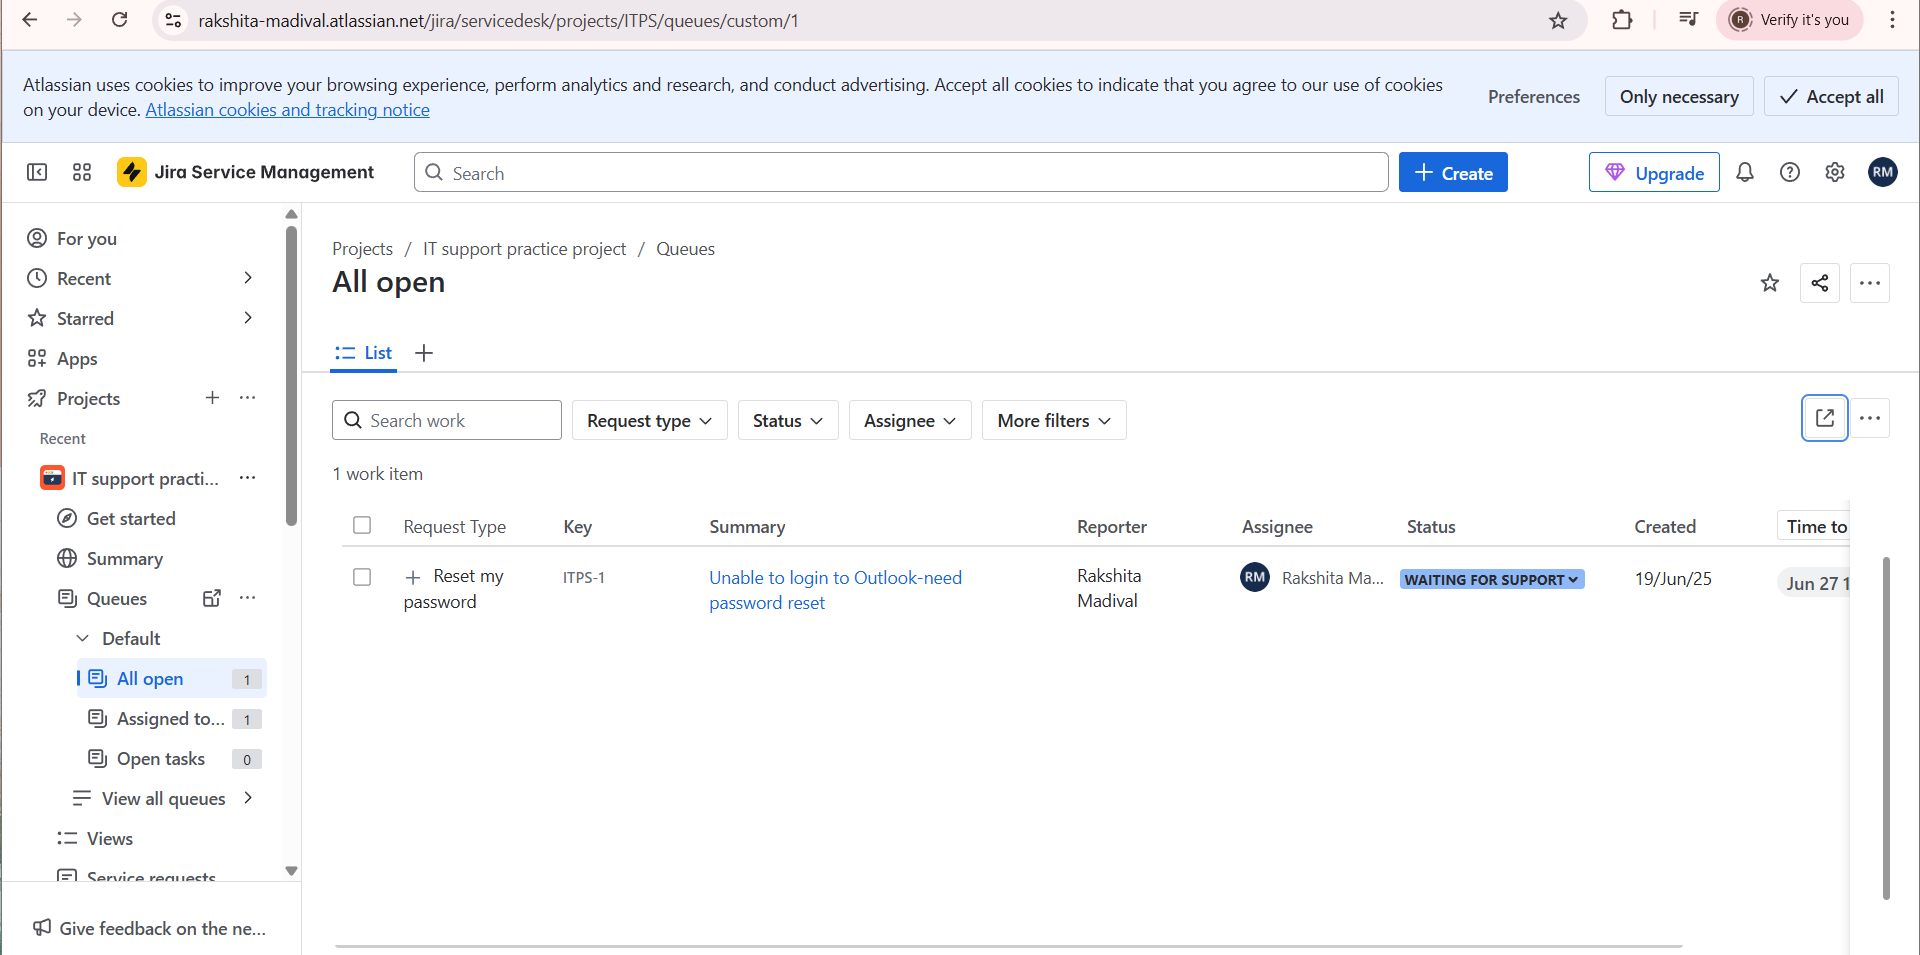 rakshita-madival.atlassian.net/jira/servicedesk/projects/ITPS/queues/custom/1
R
Verify it's you
Atlassian uses cookies to improve your browsing experience, perform analytics and research, and conduct advertising. Accept all cookies to indicate that you agree to our use of cookies
on your device. Atlassian cookies and tracking notice
Preferences
Only necessary
Accept all
Jira Service Management
Search
Create
Upgrade
RM
For you
Recent
Starred
Apps
Projects
Recent
IT support practi...
Get started
Summary
Queues
Default
All open 1
Assigned to... 1
Open tasks 0
View all queues
Views
Service requests
Give feedback on the ne...
Projects / IT support practice project / Queues
All open
List
Search work
Request type
Status
Assignee
More filters
1 work item
Request Type Key Summary Reporter Assignee Status Created Time to
Reset my password
ITPS-1
Unable to login to Outlook-need
password reset
Rakshita
Madival
RM Rakshita Ma...
WAITING FOR SUPPORT
19/Jun/25
Jun 27 1